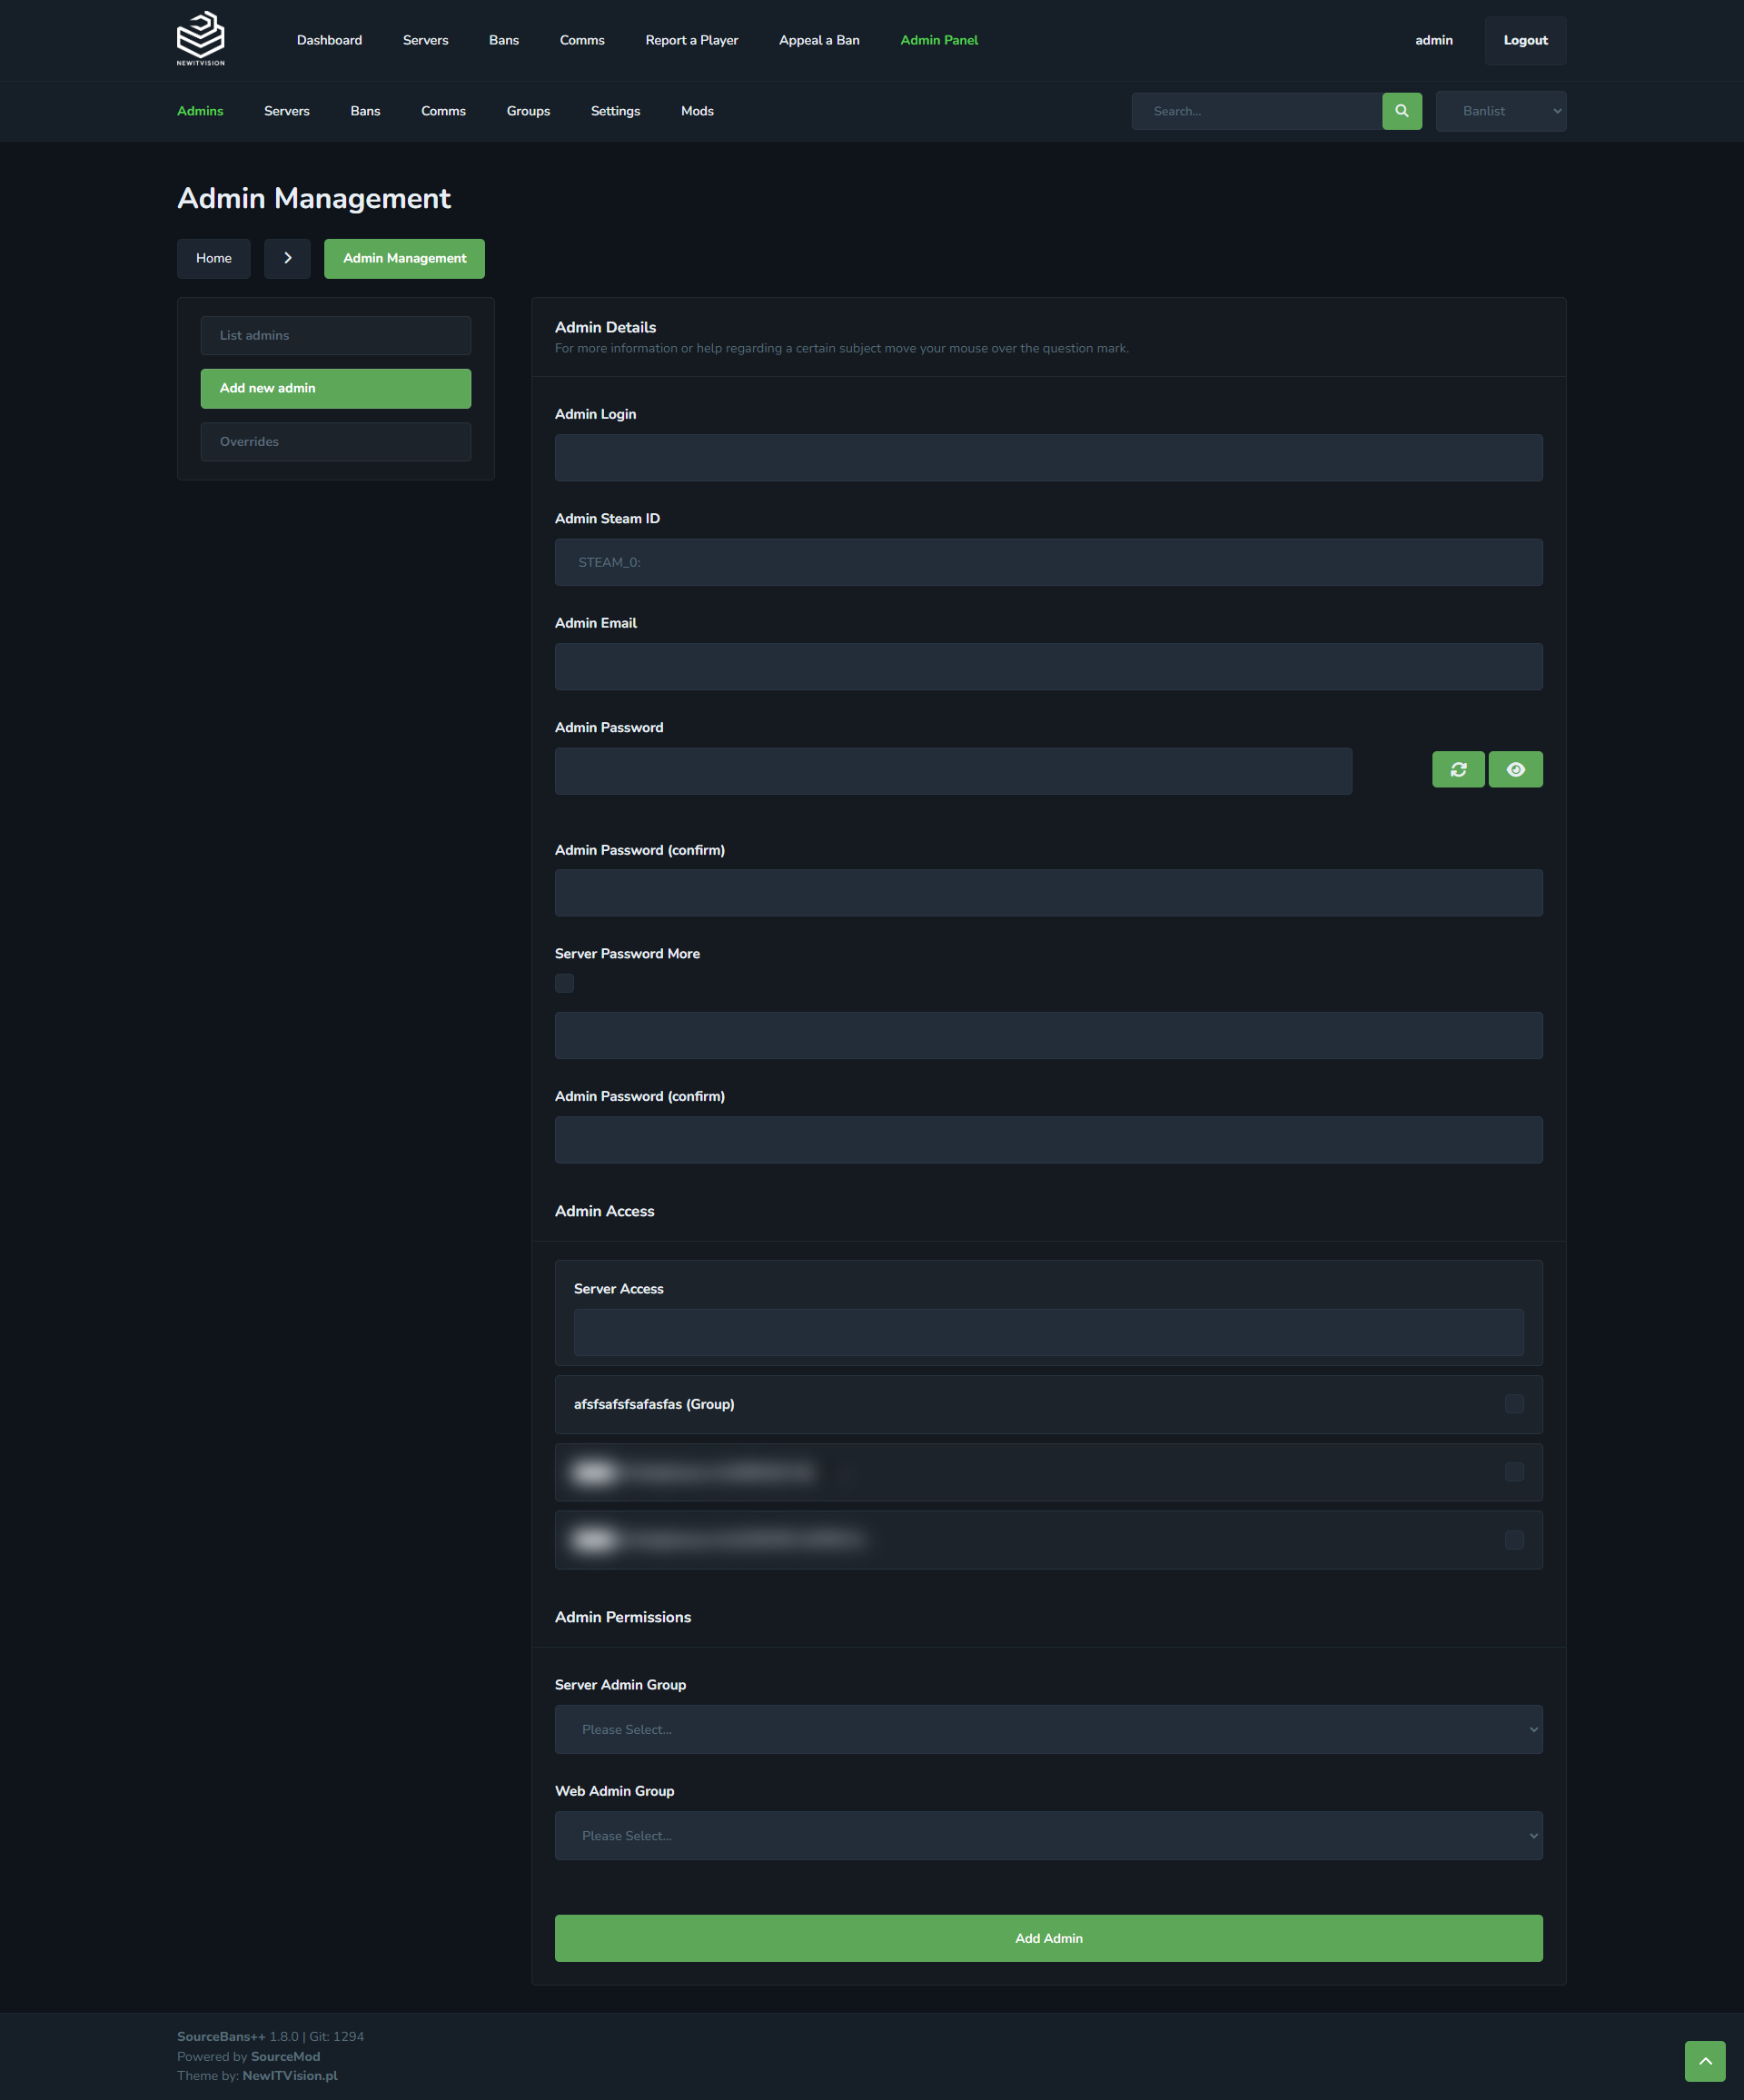 NEWITVISION
Dashboard Servers Bans Comms Report a Player Appeal a Ban Admin Panel admin Logout
Admins Servers Bans Comms Groups Settings Mods Search... Banlist
Admin Management
Home Admin Management
List admins
Add new admin
Overrides
Admin Details
For more information or help regarding a certain subject move your mouse over the question mark.
Admin Login
Admin Steam ID
STEAM_0:
Admin Email
Admin Password
Admin Password (confirm)
Server Password More
Admin Password (confirm)
Admin Access
Server Access
afsfsafsfsafasfas (Group)
Admin Permissions
Server Admin Group
Please Select...
Web Admin Group
Please Select...
Add Admin
SourceBans++ 1.8.0 | Git: 1294
Powered by SourceMod
Theme by: NewITVision.pl